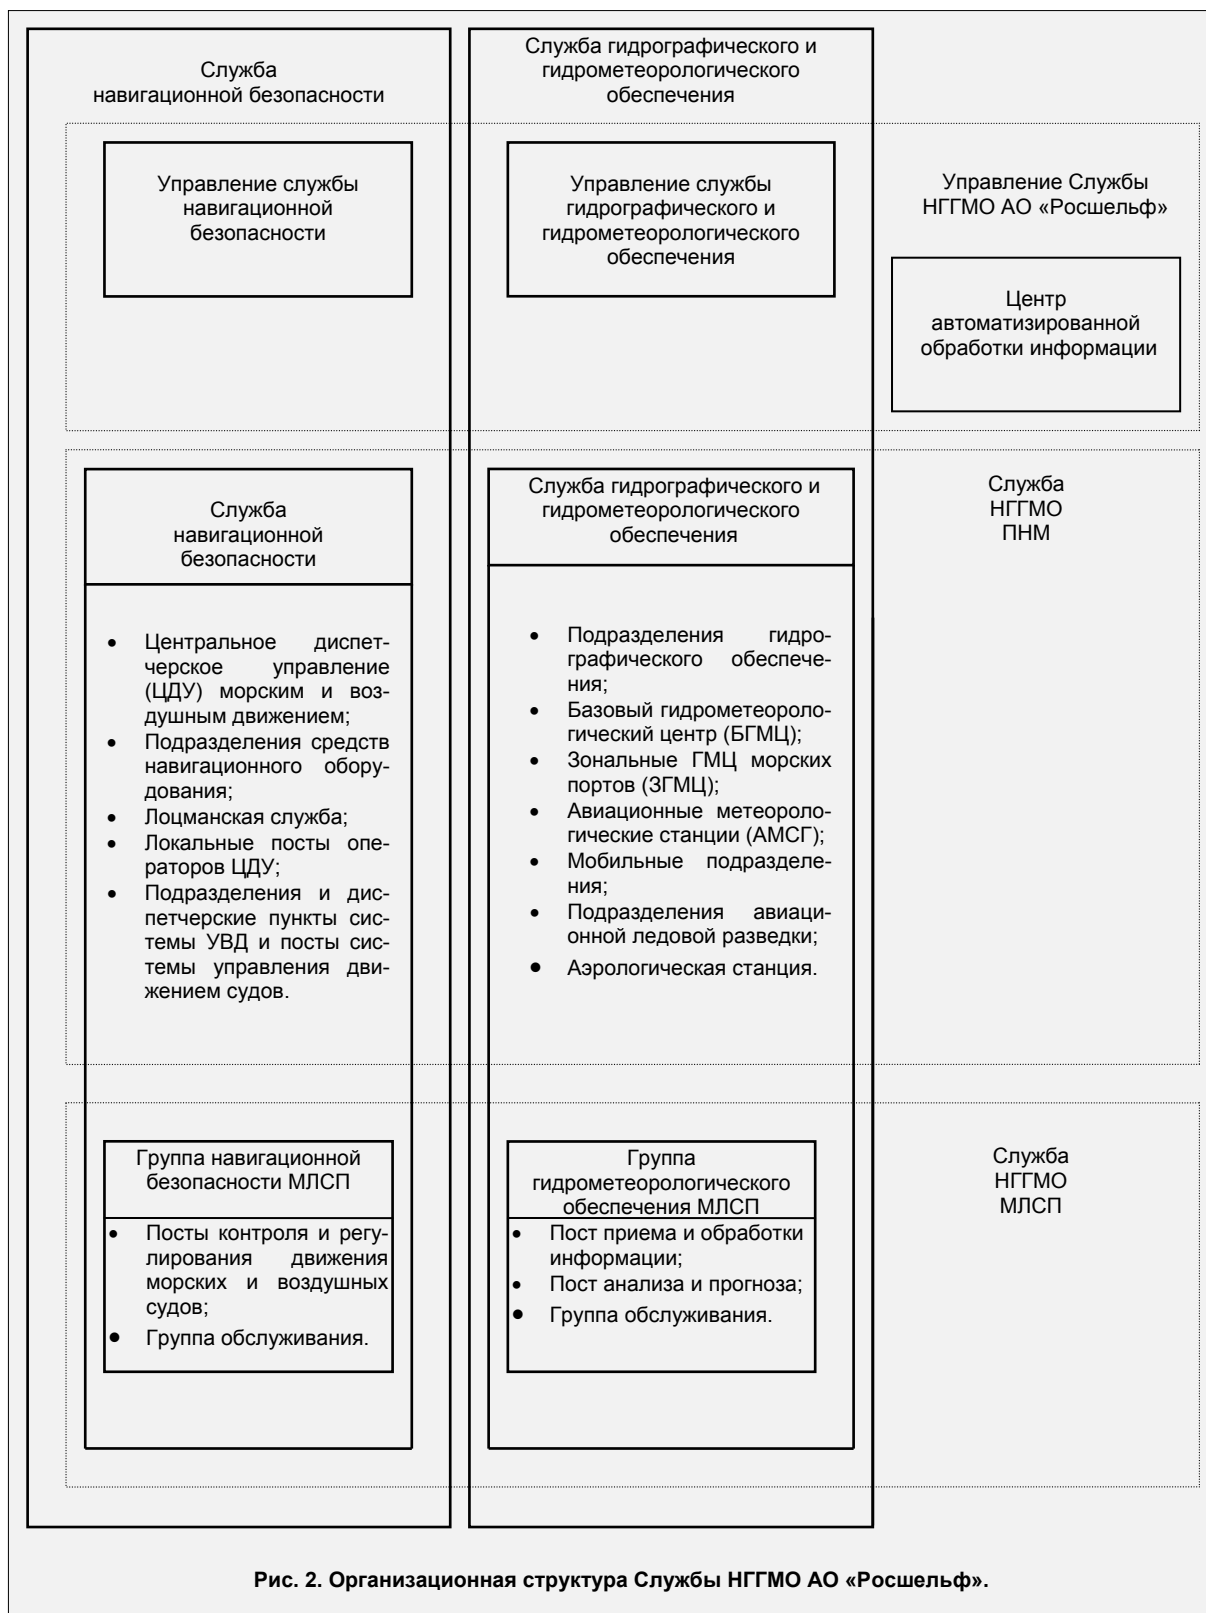 Служба
навигационной безопасности
Служба гидрографического и
гидрометеорологического
обеспечения
Управление службы
навигационной
безопасности
Управление службы
гидрографического и
гидрометеорологического
обеспечения
Управление Службы
НГГМО АО «Росшельф»
Центр
автоматизированной
обработки информации
Служба
навигационной
безопасности
Служба гидрографического и
гидрометеорологического
обеспечения
Служба
НГГМО
ПНМ
• Центральное диспет-
черское управление
(ЦДУ) морским и воз-
душным движением;
• Подразделения средств
навигационного обору-
дования;
• Лоцманская служба;
• Локальные посты опе-
раторов ЦДУ;
• Подразделения и дис-
петчерские пункты сис-
темы УВД и посты сис-
темы управления дви-
жением судов.
• Подразделения гидро-
графического обеспече-
ния;
• Базовый гидрометеороло-
гический центр (БГМЦ);
• Зональные ГМЦ морских
портов (ЗГМЦ);
• Авиационные метеороло-
гические станции (АМСГ);
• Мобильные подразделе-
ния;
• Подразделения авиаци-
онной ледовой разведки;
• Аэрологическая станция.
Группа навигационной
безопасности МЛСП
Группа
гидрометеорологического
обеспечения МЛСП
Служба
НГГМО
МЛСП
• Посты контроля и регу-
лирования движения
морских и воздушных
судов;
• Группа обслуживания.
• Пост приема и обработки
информации;
• Пост анализа и прогноза;
• Группа обслуживания.
Рис. 2. Организационная структура Службы НГГМО АО «Росшельф».